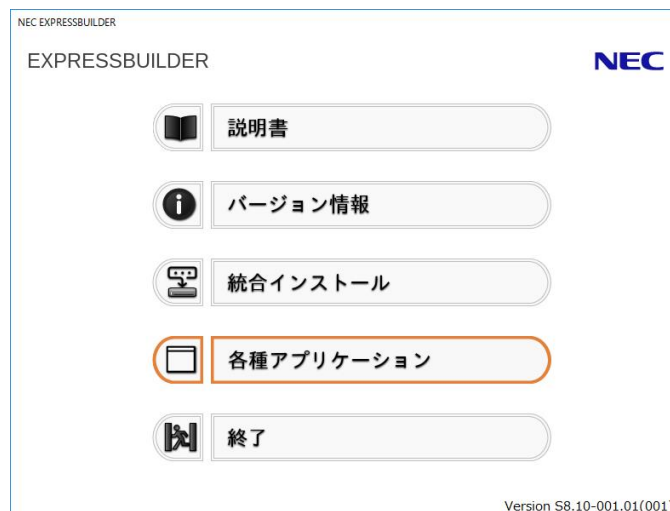 NEC EXPRESSBUILDER
EXPRESSBUILDER
NEC
説明書
バージョン情報
統合インストール
各種アプリケーション
終了
Version S8.10-001.01(001)